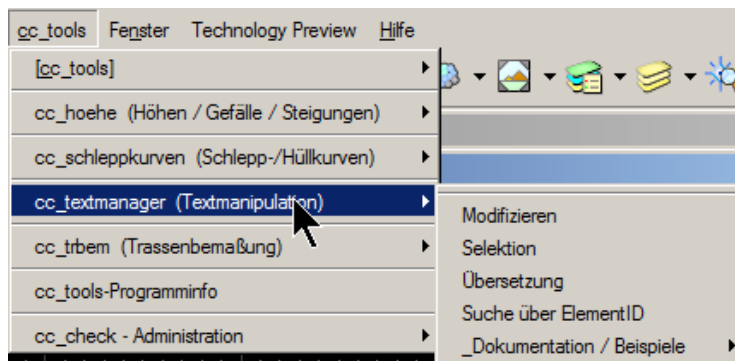 cc_tools Fenster Technology Preview Hilfe
[cc_tools]
cc_hoehe (Höhen / Gefälle / Steigungen)
cc_schleppkurven (Schlepp-/Hüllkurven)
cc_textmanager (Textmanipulation)
cc_trbem (Trassenbemaßung)
cc_tools-Programminfo
cc_check - Administration
Modifizieren
Selektion
Übersetzung
Suche über ElementID
_Dokumentation / Beispiele